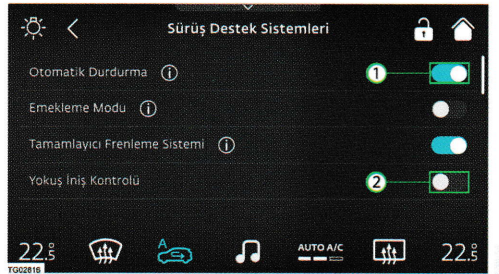 Sürüş Destek Sistemleri
Otomatik Durdurma i
1
Emekleme Modu i
Tamamlayıcı Frenleme Sistemi i
Yokuş İniş Kontrolü
2
22.5° A AUTO A/C 22.5°
TG02816